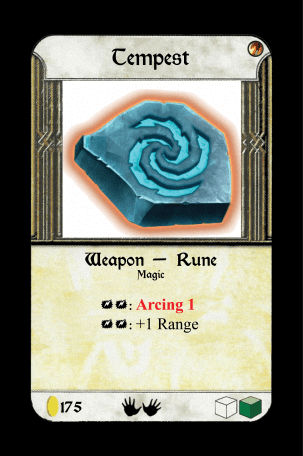 Tempest
Weapon — Rune
Magic
: Arcing 1
: +1 Range
175